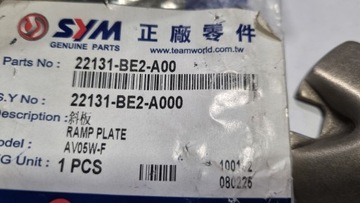 SYM 正廠零件
GENUINE PARTS www.teamworld.com.tw
Parts No: 22131-BE2-A00
S.Y No : 22131-BE2-A000
Description : 斜板
RAMP PLATE
Model : AV05W-F
G Unit : 1 PCS
080226